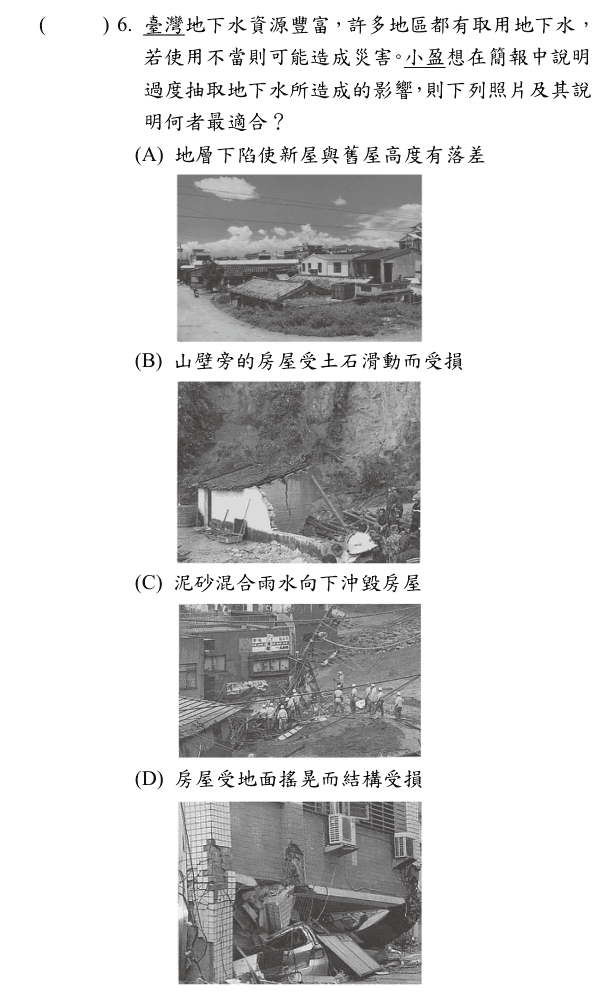 (　　) 6. 臺灣地下水資源豐富，許多地區都有取用地下水，
若使用不當則可能造成災害。小盈想在簡報中說明
過度抽取地下水所造成的影響，則下列照片及其說
明何者最適合？
(A) 地層下陷使新屋與舊屋高度有落差
(B) 山壁旁的房屋受土石滑動而受損
(C) 泥砂混合雨水向下沖毀房屋
(D) 房屋受地面搖晃而結構受損